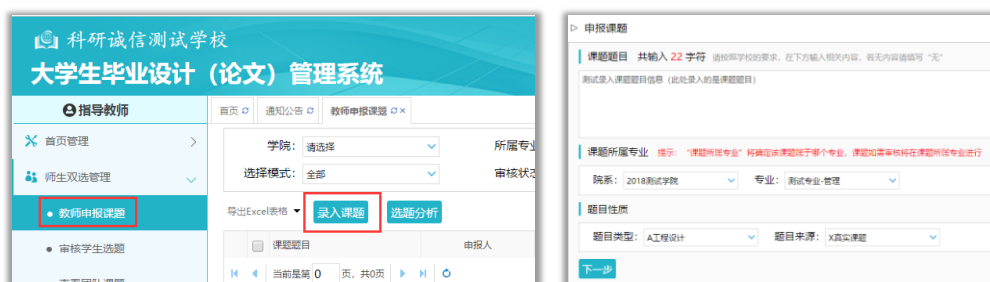 科研诚信测试学校
大学生毕业设计（论文）管理系统
指导教师
首页 通知公告 教师申报课题
首页管理
学院： 请选择 所属专业
师生双选管理
选择模式： 全部 审核状态
教师申报课题
导出Excel表格 录入课题 选题分析
审核学生选题
课题题目 申报人
当前是第 0 页，共0页
申报课题
课题题目 共输入 22 字符 请按照学校的要求，在下方输入相关内容，若无内容请填写“无”
测试录入课题题目信息（此处录入的是课题题目）
课题所属专业 提示：“课题所属专业”将确定该课题属于哪个专业，课题如需审核将在课题所属专业进行
院系： 2018测试学院 专业： 测试专业-管理
题目性质
题目类型： A工程设计 题目来源： X真实课题
下一步